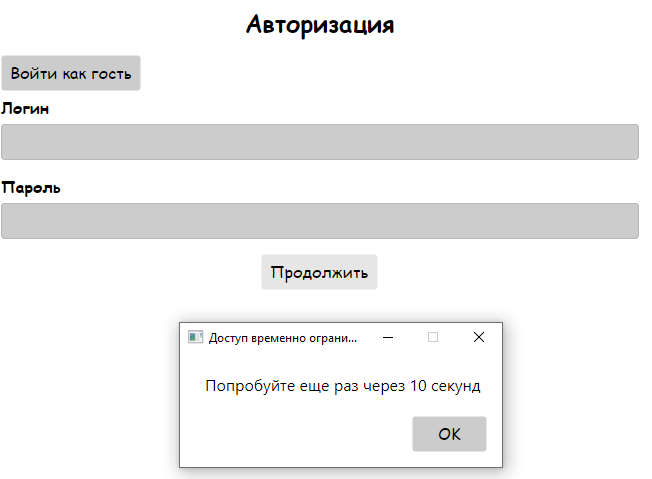 Авторизация
Войти как гость
Логин
Пароль
Продолжить
Доступ временно ограни...
Попробуйте еще раз через 10 секунд
OK